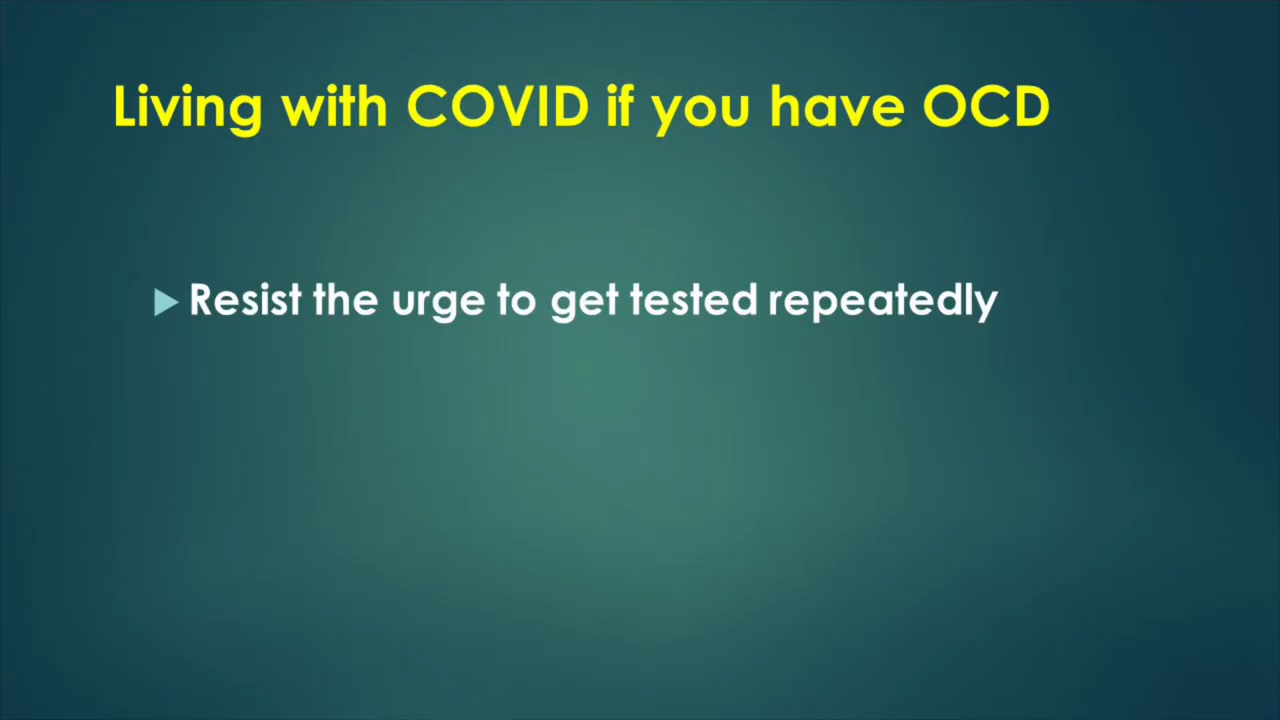 Living with COVID if you have OCD
Resist the urge to get tested repeatedly